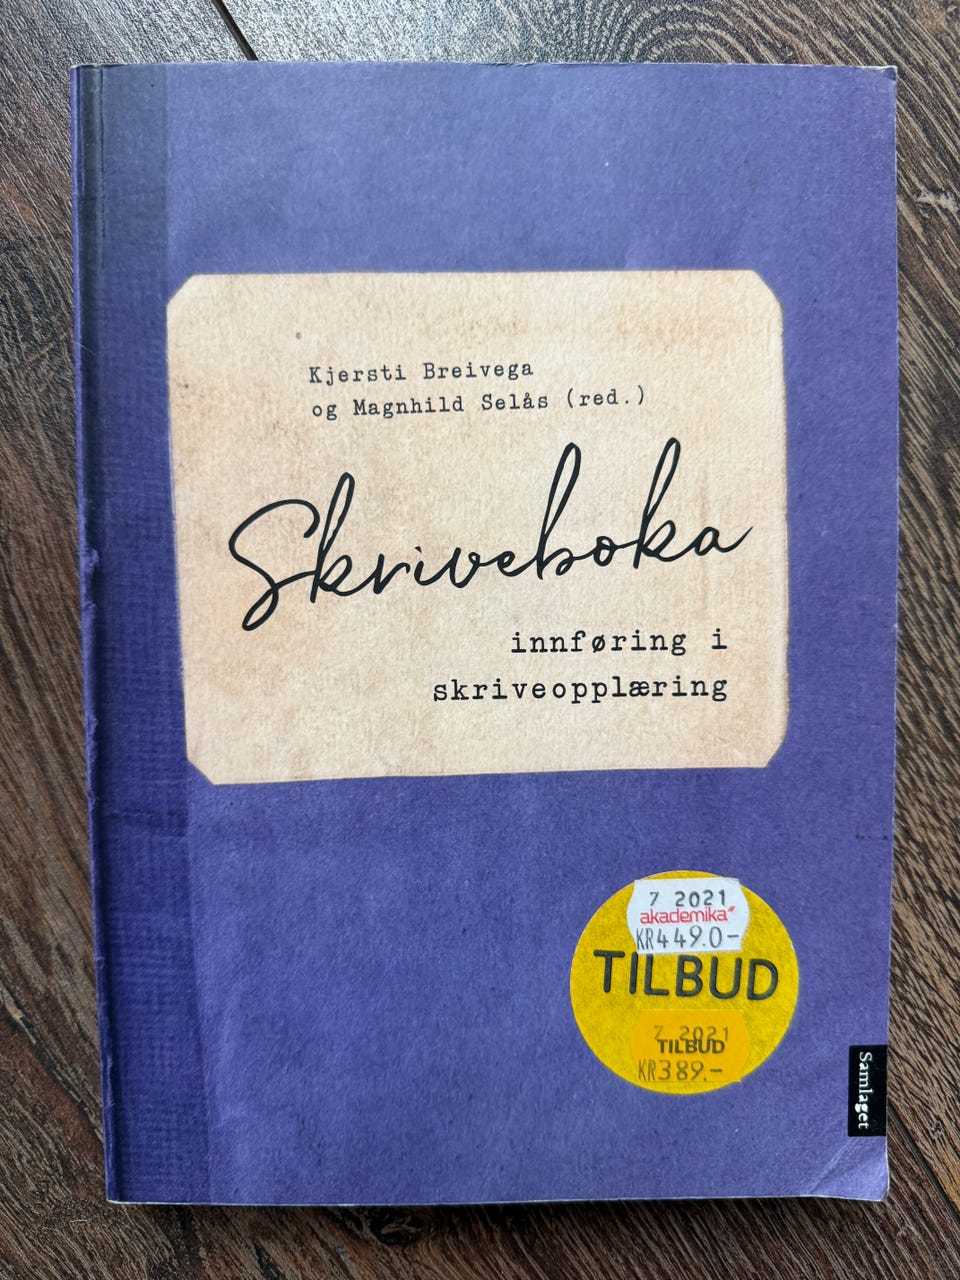 Kjersti Breivega
og Magnhild Selås (red.)
Skriveboka
innføring i
skriveopplæring
7 2021
akademika
KR449.0-
TILBUD
7 2021
TILBUD
KR389.-
Samlaget